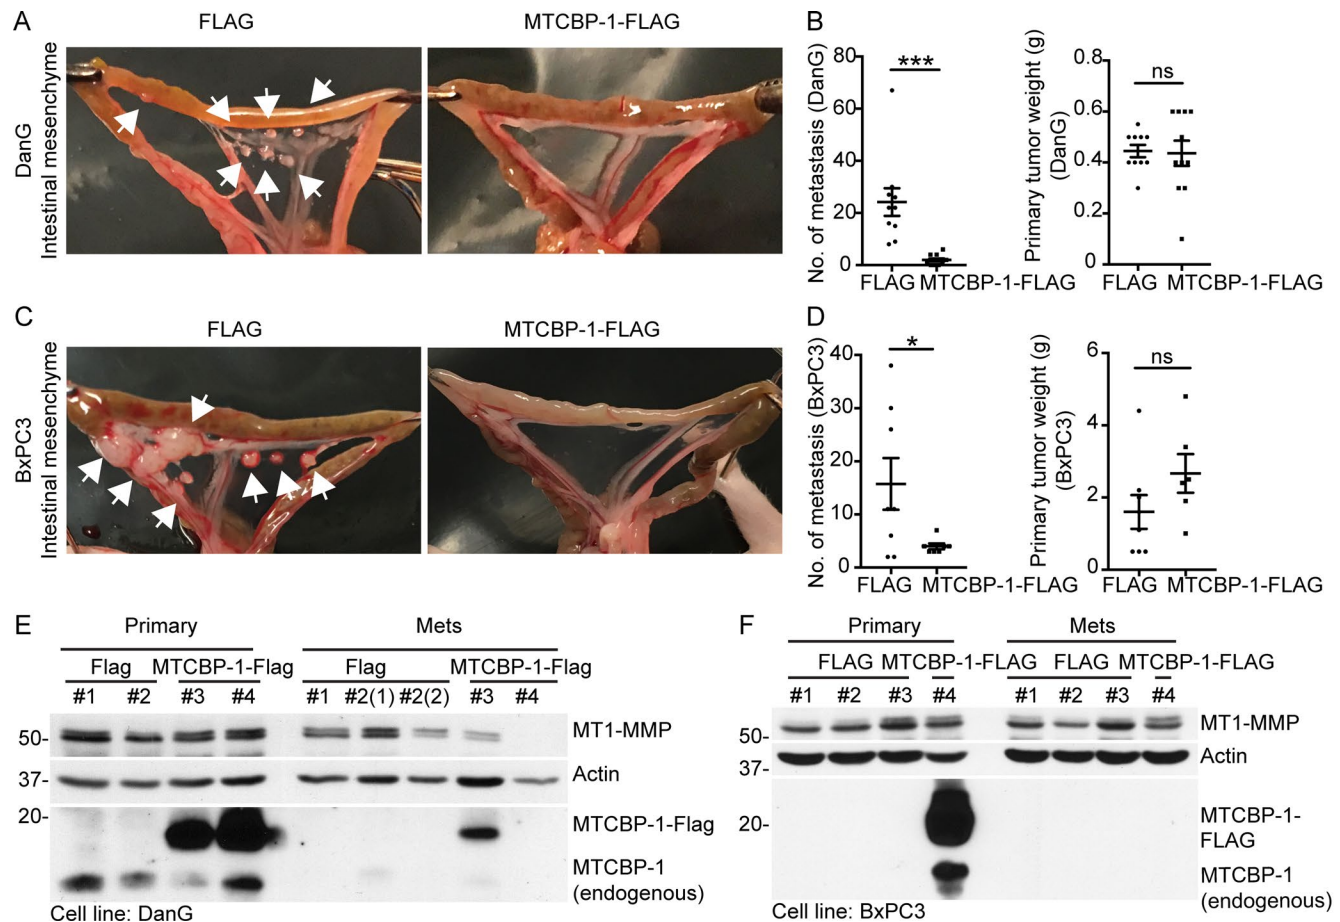 A
FLAG
MTCBP-1-FLAG
DanG
Intestinal mesenchyme
B
No. of metastasis (DanG)
80
60
40
20
0
***
FLAG MTCBP-1-FLAG
Primary tumor weight (g)
(DanG)
0.8
0.6
0.4
0.2
0
ns
FLAG MTCBP-1-FLAG
C
FLAG
MTCBP-1-FLAG
BxPC3
Intestinal mesenchyme
D
No. of metastasis (BxPC3)
40
30
20
10
0
*
FLAG MTCBP-1-FLAG
Primary tumor weight (g)
(BxPC3)
6
4
2
0
ns
FLAG MTCBP-1-FLAG
E
Primary Mets
Flag MTCBP-1-Flag Flag MTCBP-1-Flag
#1 #2 #3 #4 #1 #2(1) #2(2) #3 #4
50- MT1-MMP
37- Actin
20-
MTCBP-1-Flag
MTCBP-1
(endogenous)
Cell line: DanG
F
Primary Mets
FLAG MTCBP-1-FLAG FLAG MTCBP-1-FLAG
#1 #2 #3 #4 #1 #2 #3 #4
MT1-MMP
50-
Actin
37-
20-
MTCBP-1-
FLAG
MTCBP-1
(endogenous)
Cell line: BxPC3